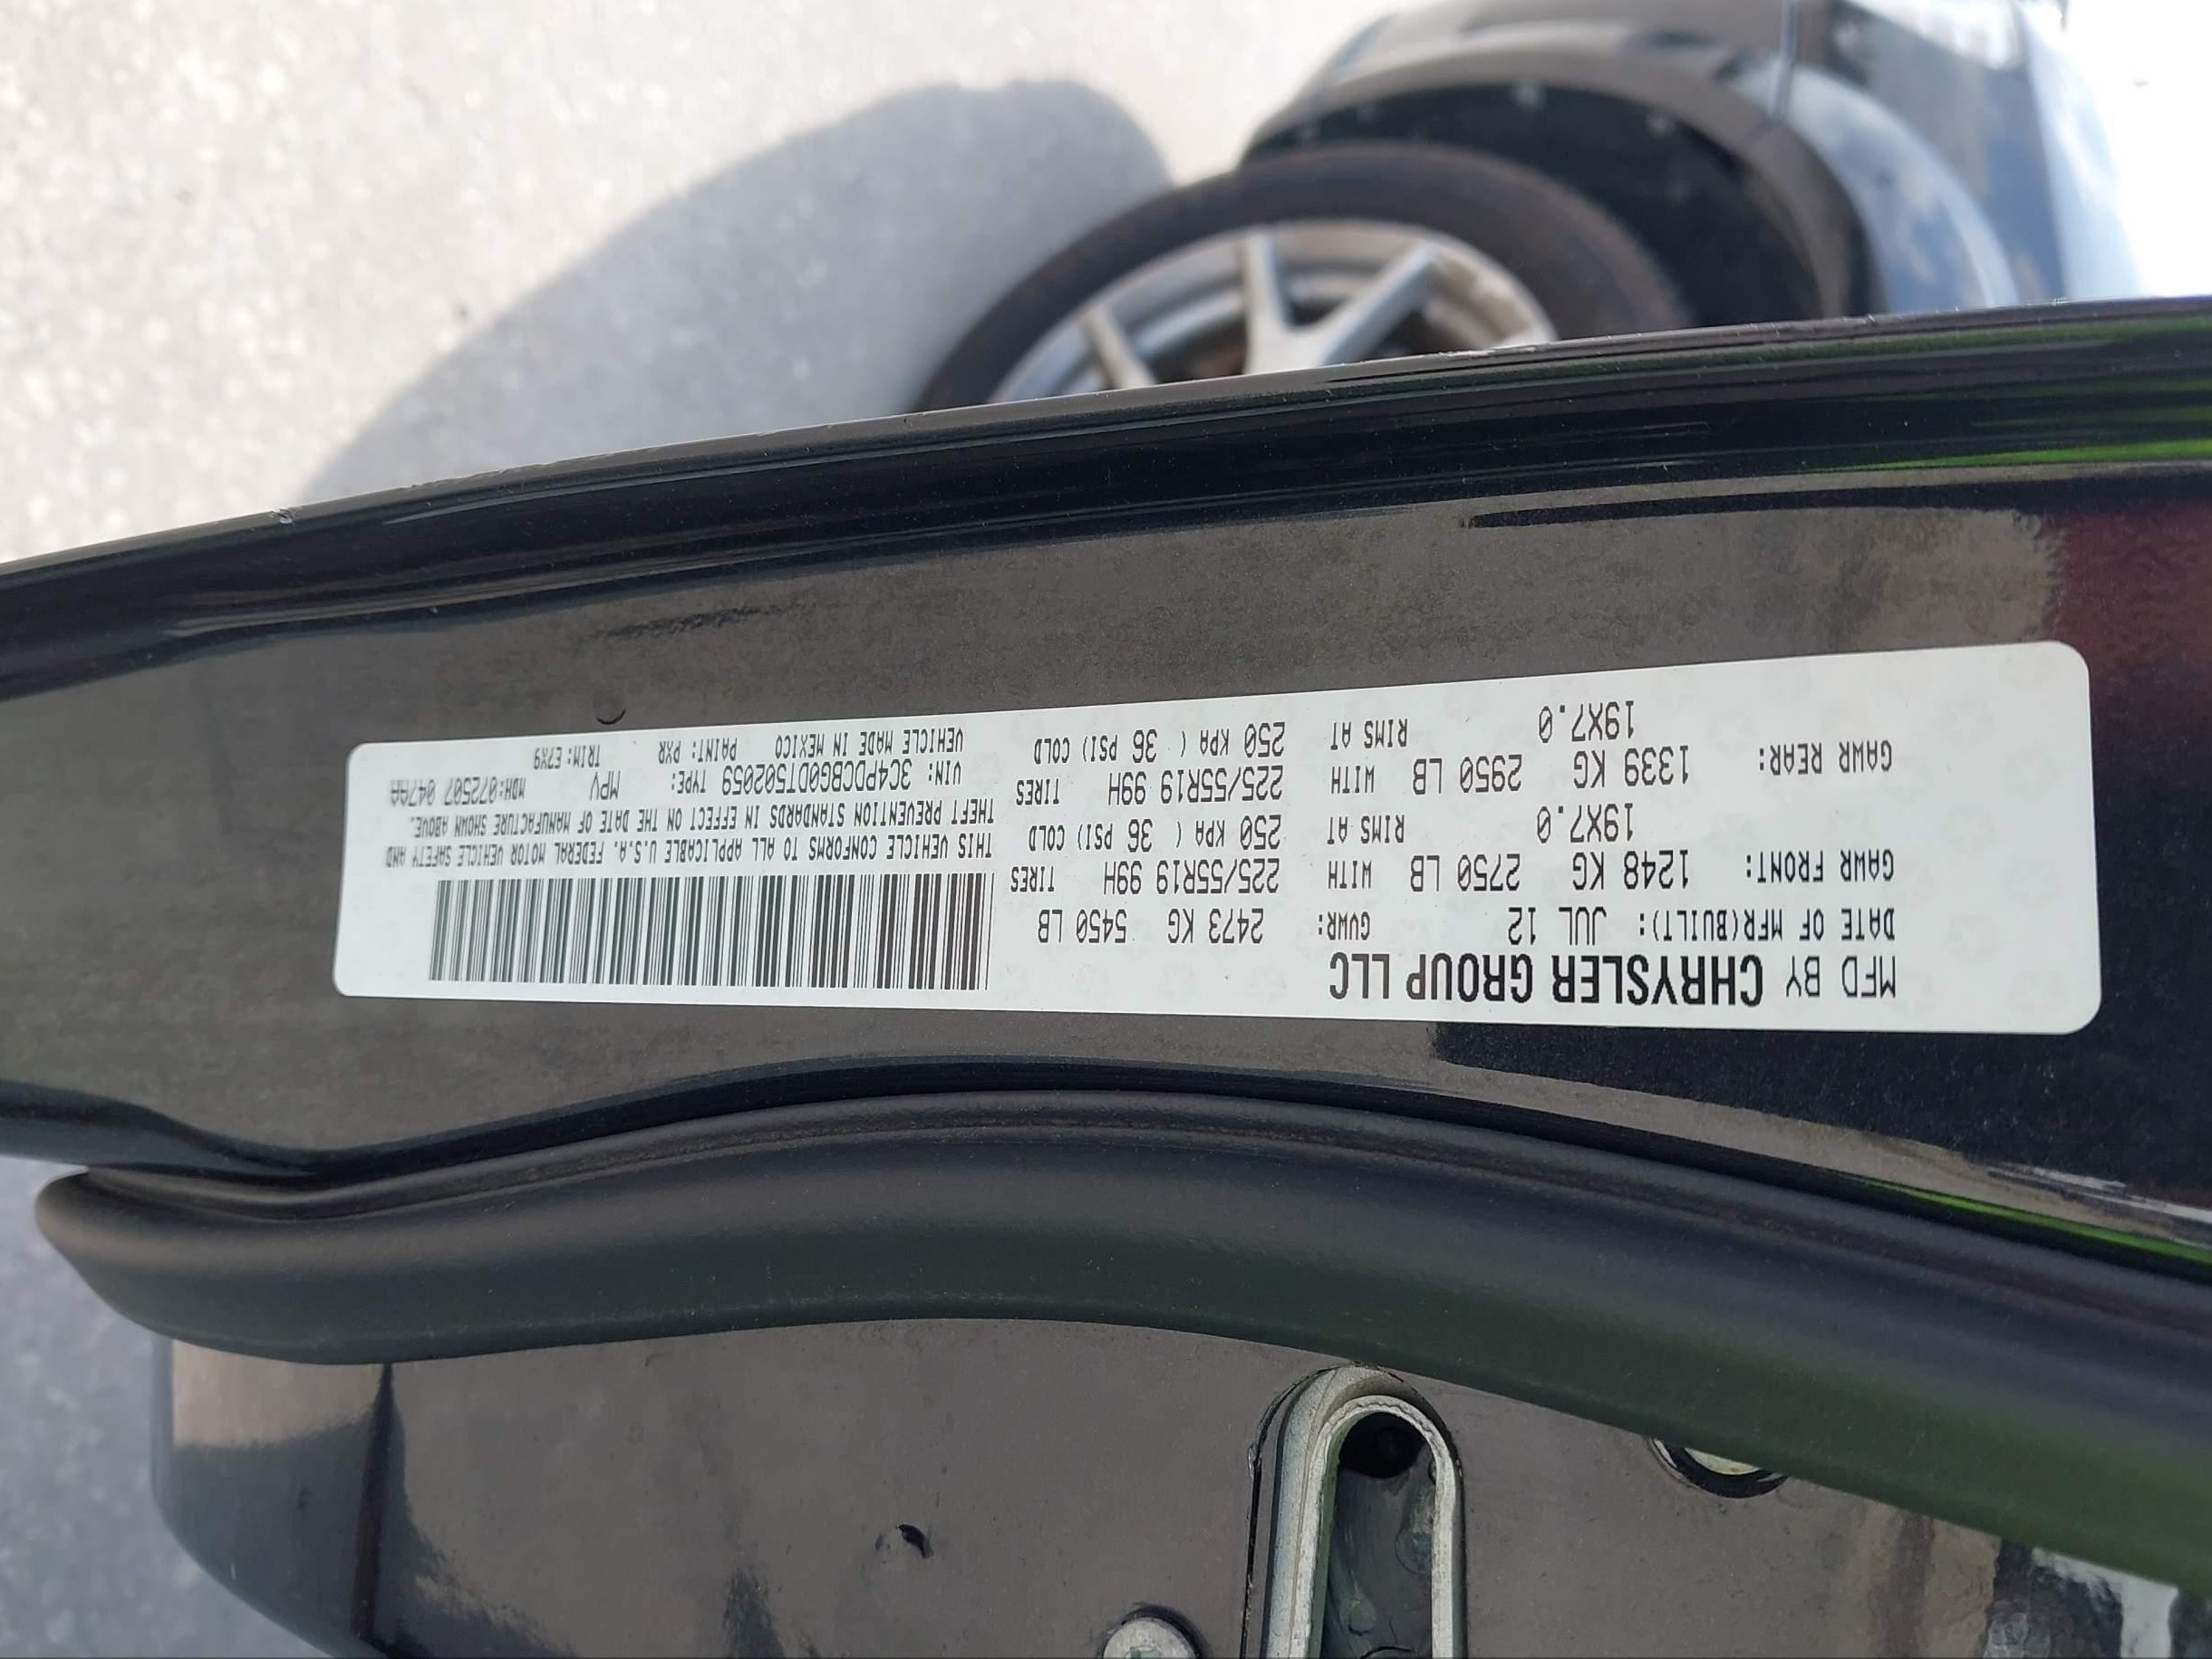 MFD BY CHRYSLER GROUP LLC
DATE OF MFR(BUILT): JUL 12 GVWR: 2473 KG 5450 LB
GAWR FRONT: 1248 KG 2750 LB WITH 225/55R19 99H TIRES
19X7.0 RIMS AT 250 KPA ( 36 PSI) COLD
GAWR REAR: 1339 KG 2950 LB WITH 225/55R19 99H TIRES
19X7.0 RIMS AT 250 KPA ( 36 PSI) COLD
THIS VEHICLE CONFORMS TO ALL APPLICABLE U.S.A. FEDERAL MOTOR VEHICLE SAFETY AND
THEFT PREVENTION STANDARDS IN EFFECT ON THE DATE OF MANUFACTURE SHOWN ABOVE.
VIN: 3C4PDCBG0DT502059 TYPE: MPV MDH:072507 047AA
VEHICLE MADE IN MEXICO PAINT: PXR TRIM: E7X9